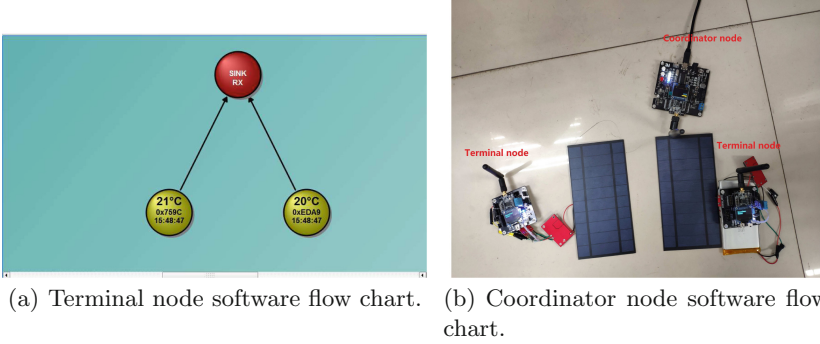 SINK
RX
21°C
0x759C
15:48:47
20°C
0xEDA9
15:48:47
(a) Terminal node software flow chart.
Coordinator node
Terminal node
Terminal node
(b) Coordinator node software flow
chart.